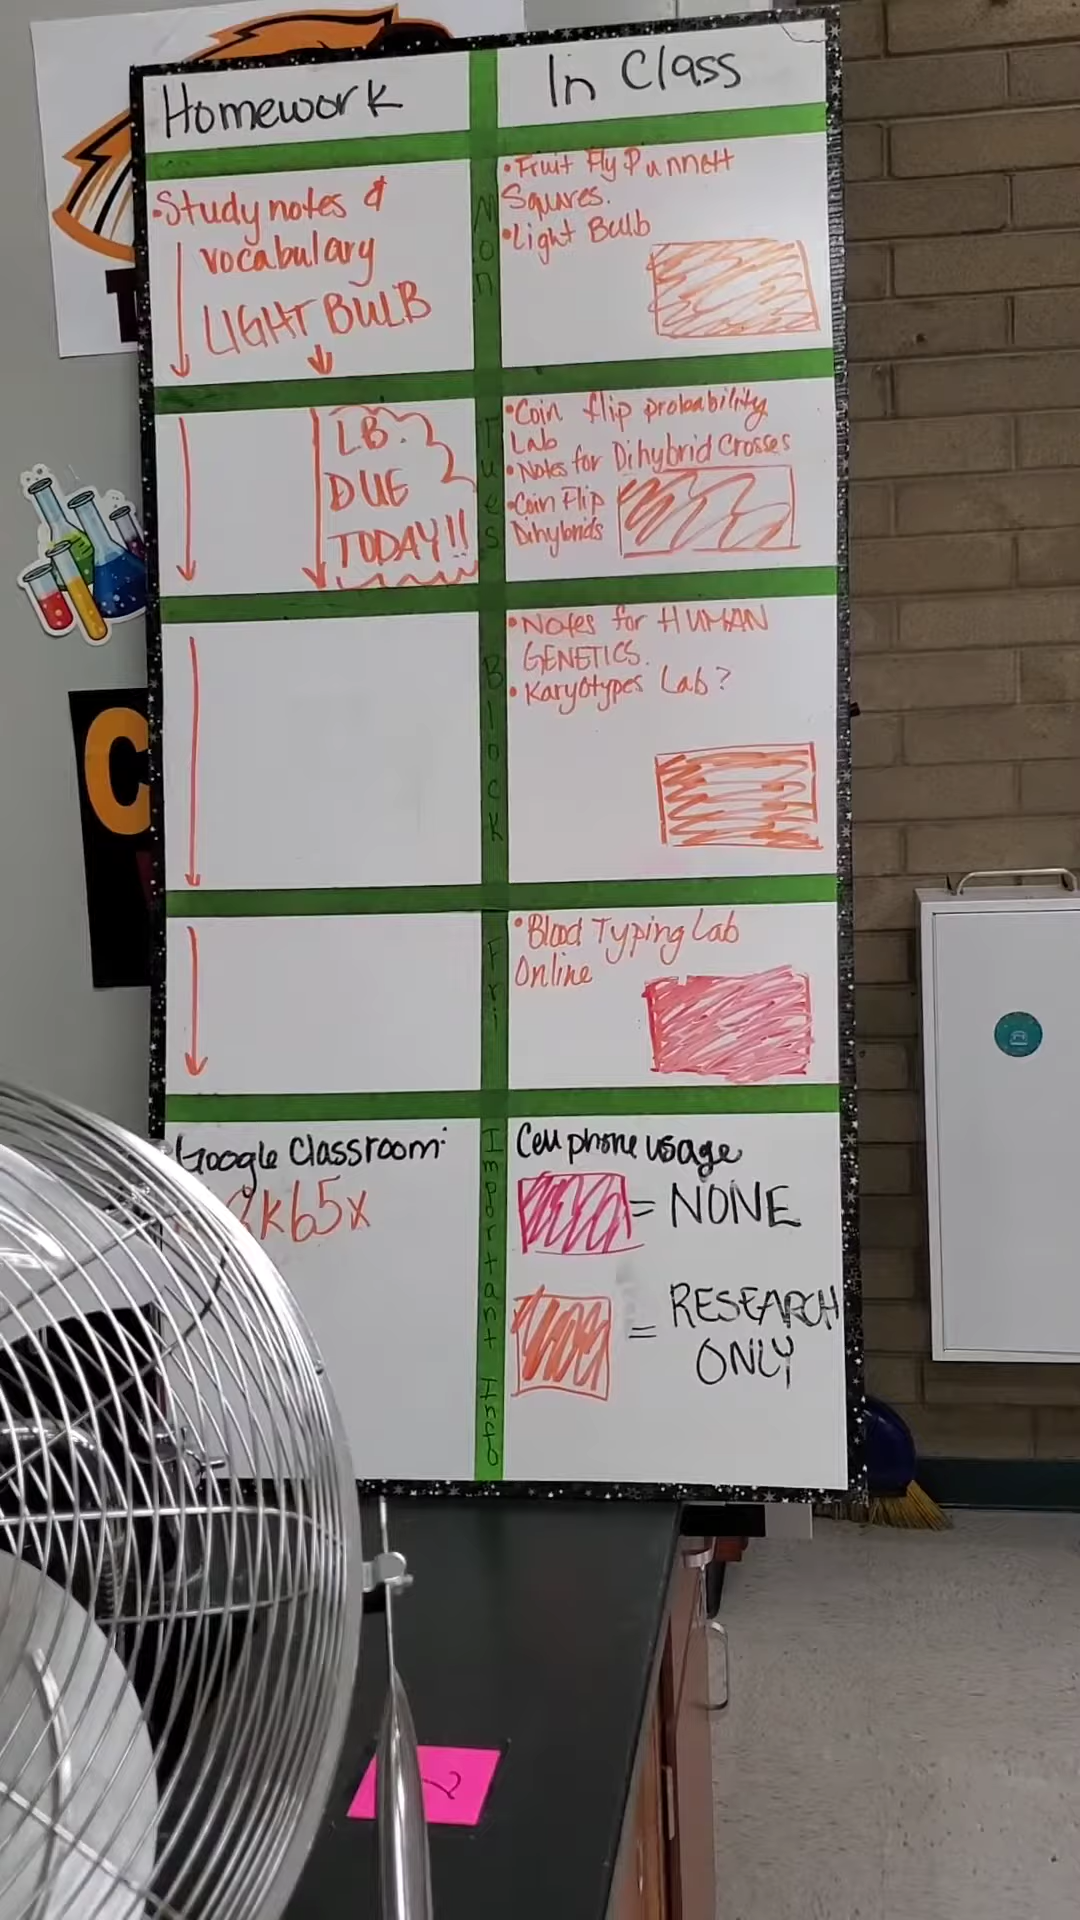 Homework
In Class
•Study notes &
vocabulary
LIGHT BULB
Mon
•Fruit Fly Punnett
Squares.
•Light Bulb
LB
DUE
TODAY!!
Tues
•Coin flip probability
Lab
•Notes for Dihybrid Crosses
•Coin Flip
Dihybrids
Block
•Notes for HUMAN
GENETICS.
•Karyotypes Lab?
Fri
•Blood Typing Lab
Online
Google Classroom:
k65x
Important Info
Cell phone usage
= NONE
= RESEARCH
ONLY
C
2